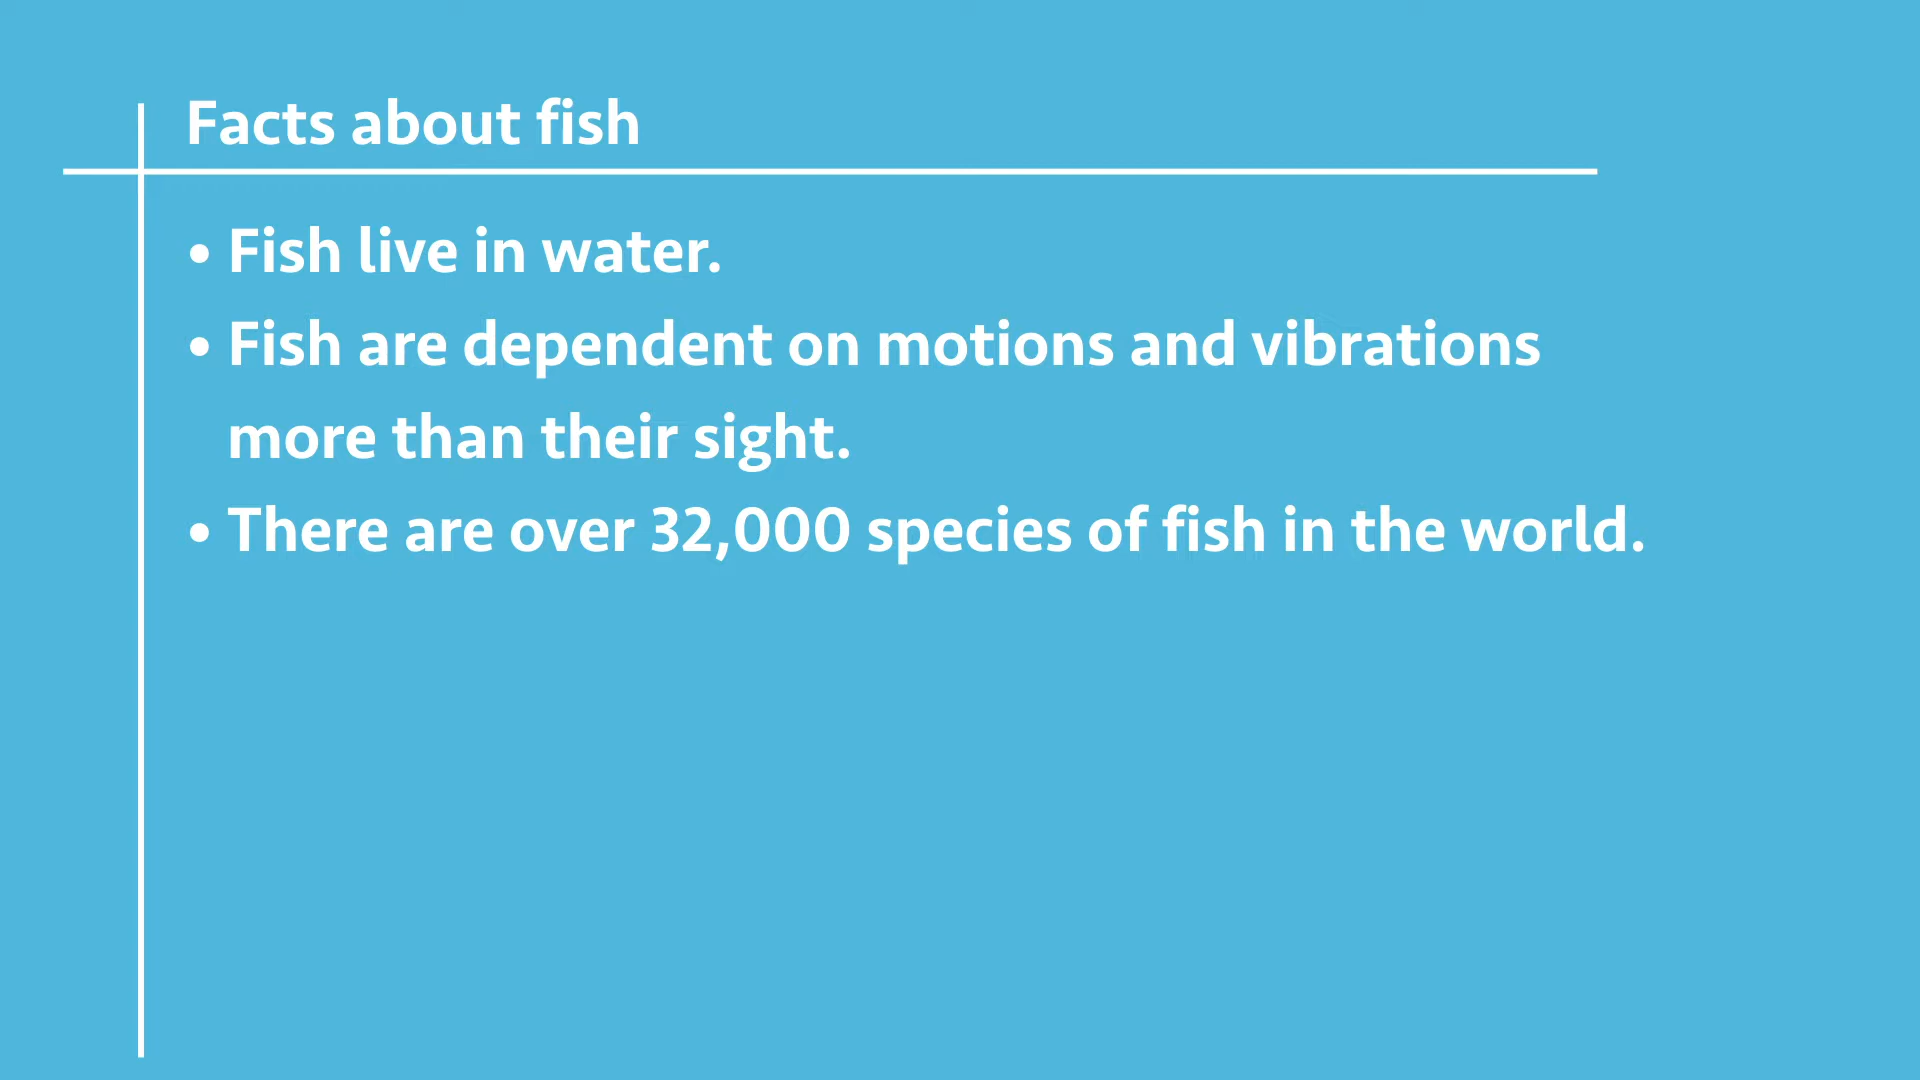 Facts about fish
• Fish live in water.
• Fish are dependent on motions and vibrations
more than their sight.
• There are over 32,000 species of fish in the world.